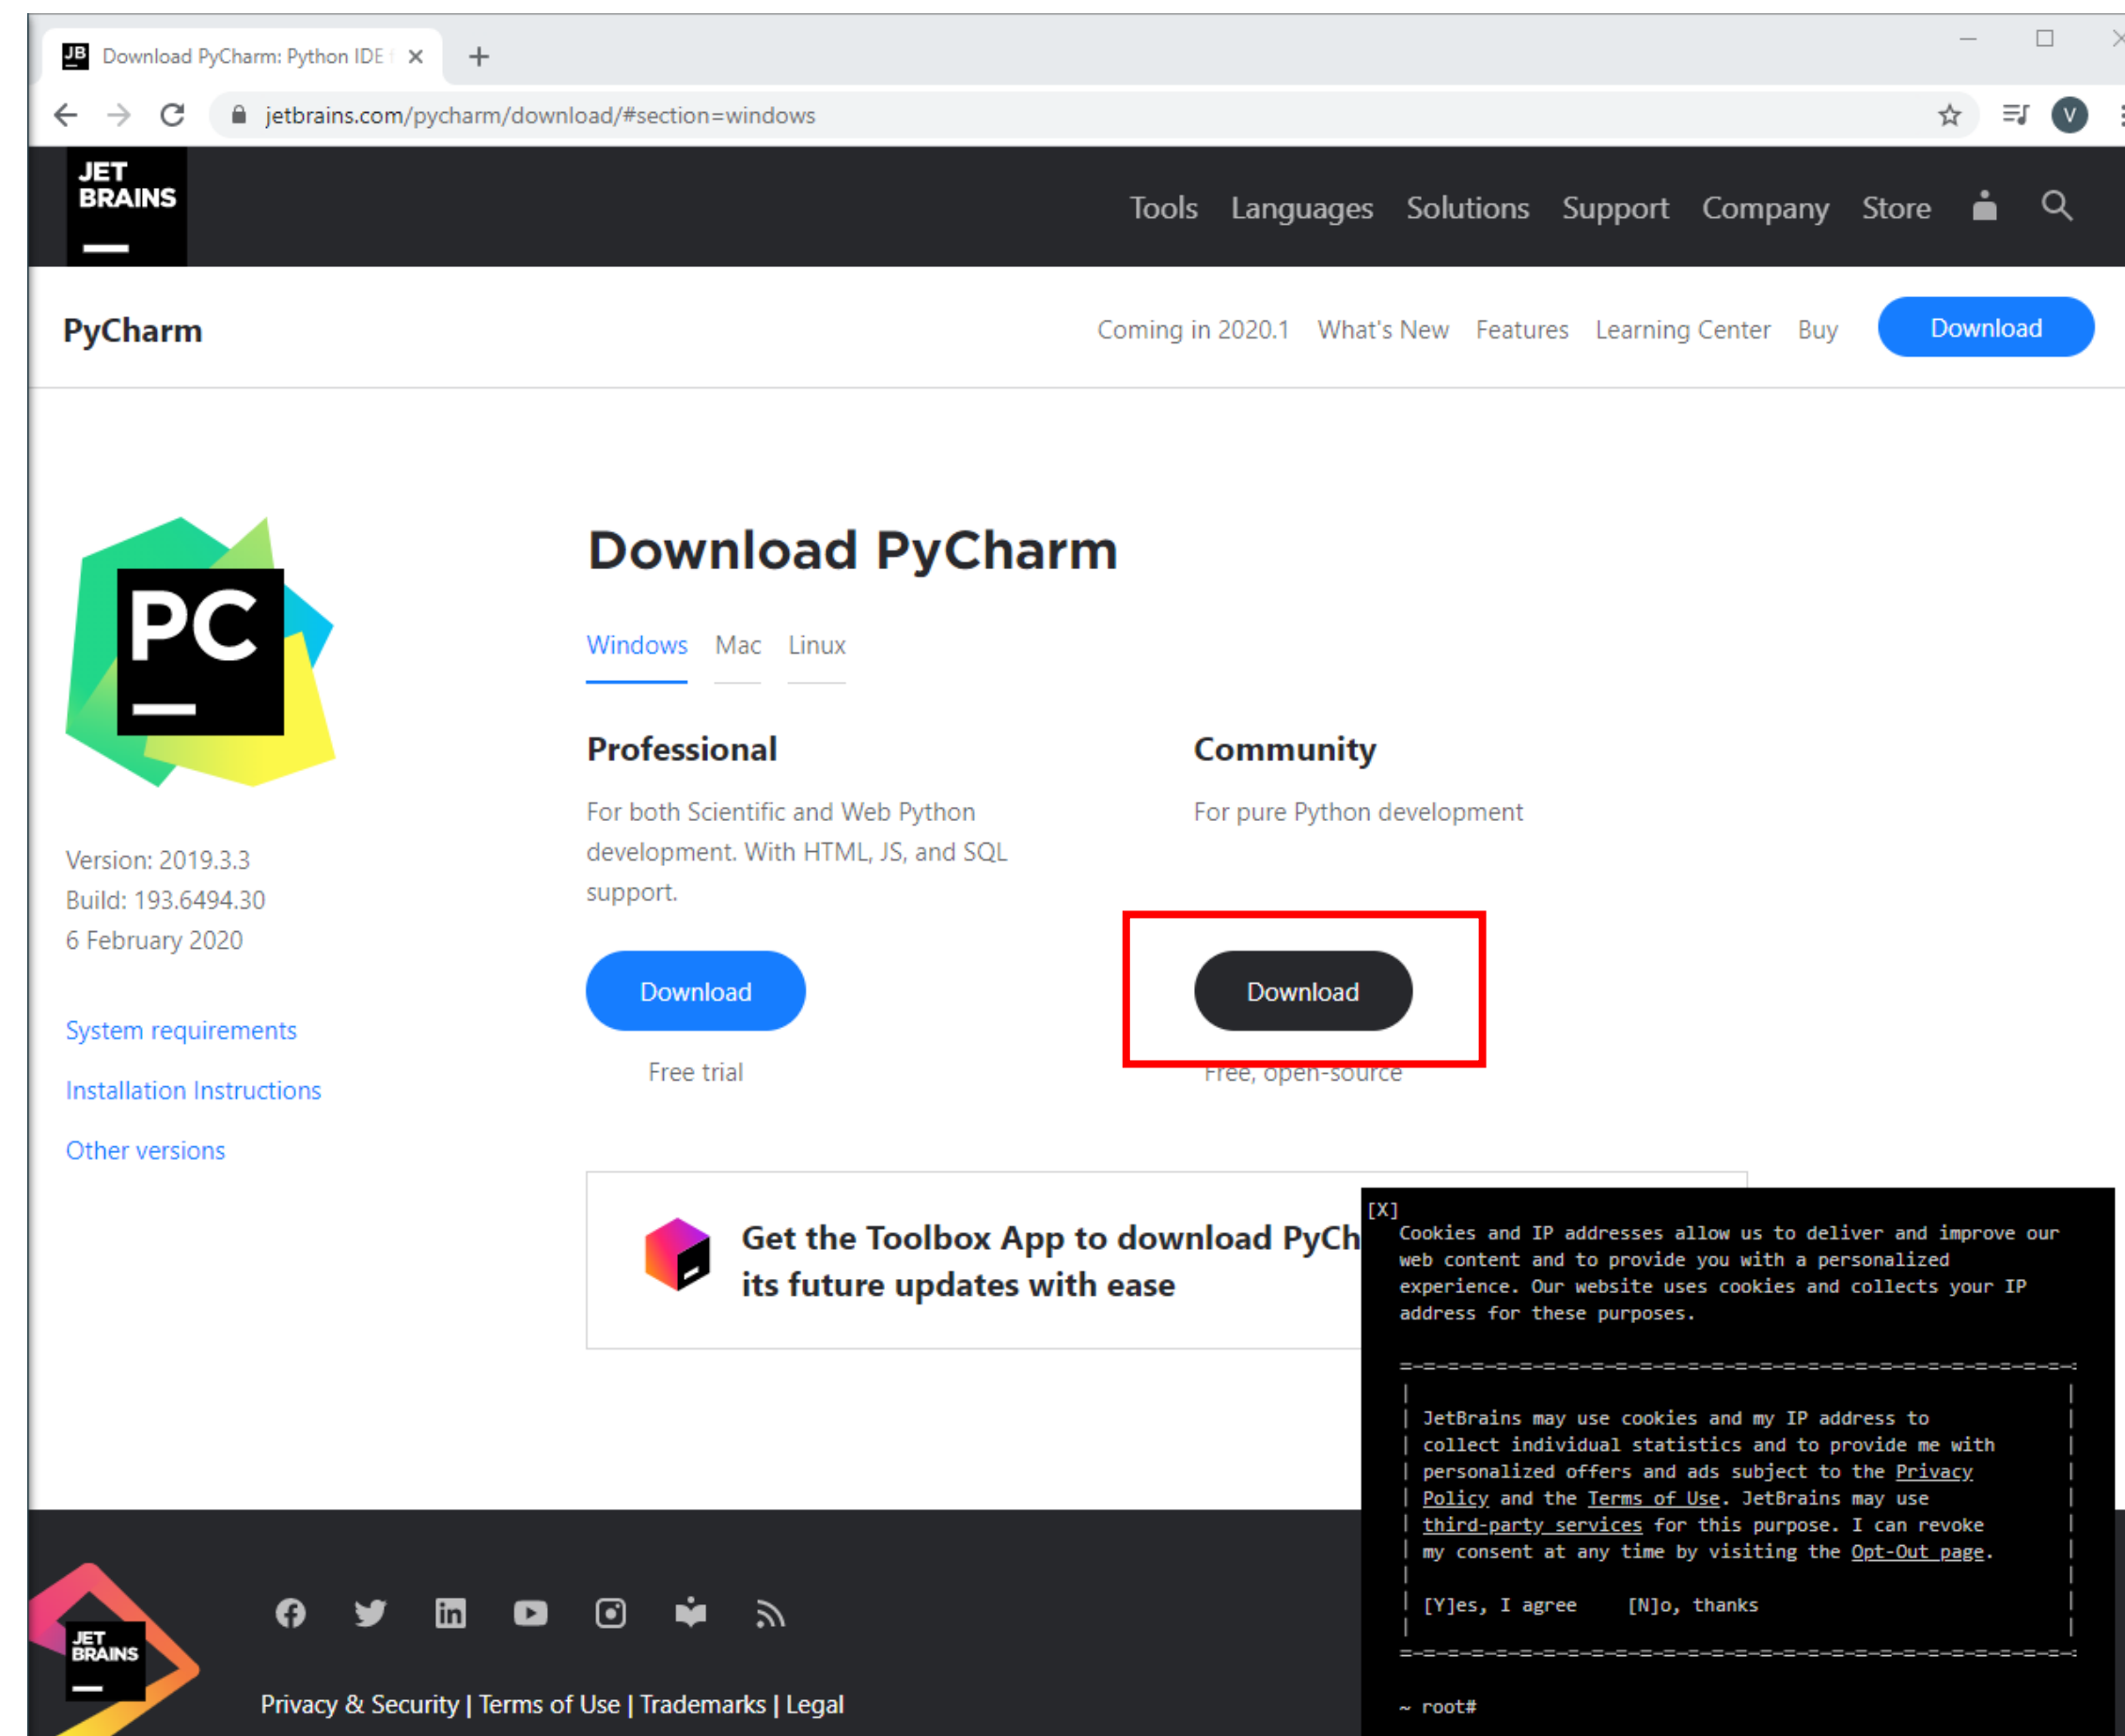 JB Download PyCharm: Python IDE f
jetbrains.com/pycharm/download/#section=windows
V
JET
BRAINS
Tools Languages Solutions Support Company Store
PyCharm
Coming in 2020.1 What's New Features Learning Center Buy Download
Download PyCharm
PC
Windows Mac Linux
Professional
For both Scientific and Web Python
development. With HTML, JS, and SQL
support.
Download
Free trial
Community
For pure Python development
Download
Free, open-source
Version: 2019.3.3
Build: 193.6494.30
6 February 2020
System requirements
Installation Instructions
Other versions
Get the Toolbox App to download PyCh
its future updates with ease
[X]
Cookies and IP addresses allow us to deliver and improve our
web content and to provide you with a personalized
experience. Our website uses cookies and collects your IP
address for these purposes.
JetBrains may use cookies and my IP address to
collect individual statistics and to provide me with
personalized offers and ads subject to the Privacy
Policy and the Terms of Use. JetBrains may use
third-party services for this purpose. I can revoke
my consent at any time by visiting the Opt-Out page.
[Y]es, I agree [N]o, thanks
~ root#
JET
BRAINS
in
Privacy & Security | Terms of Use | Trademarks | Legal